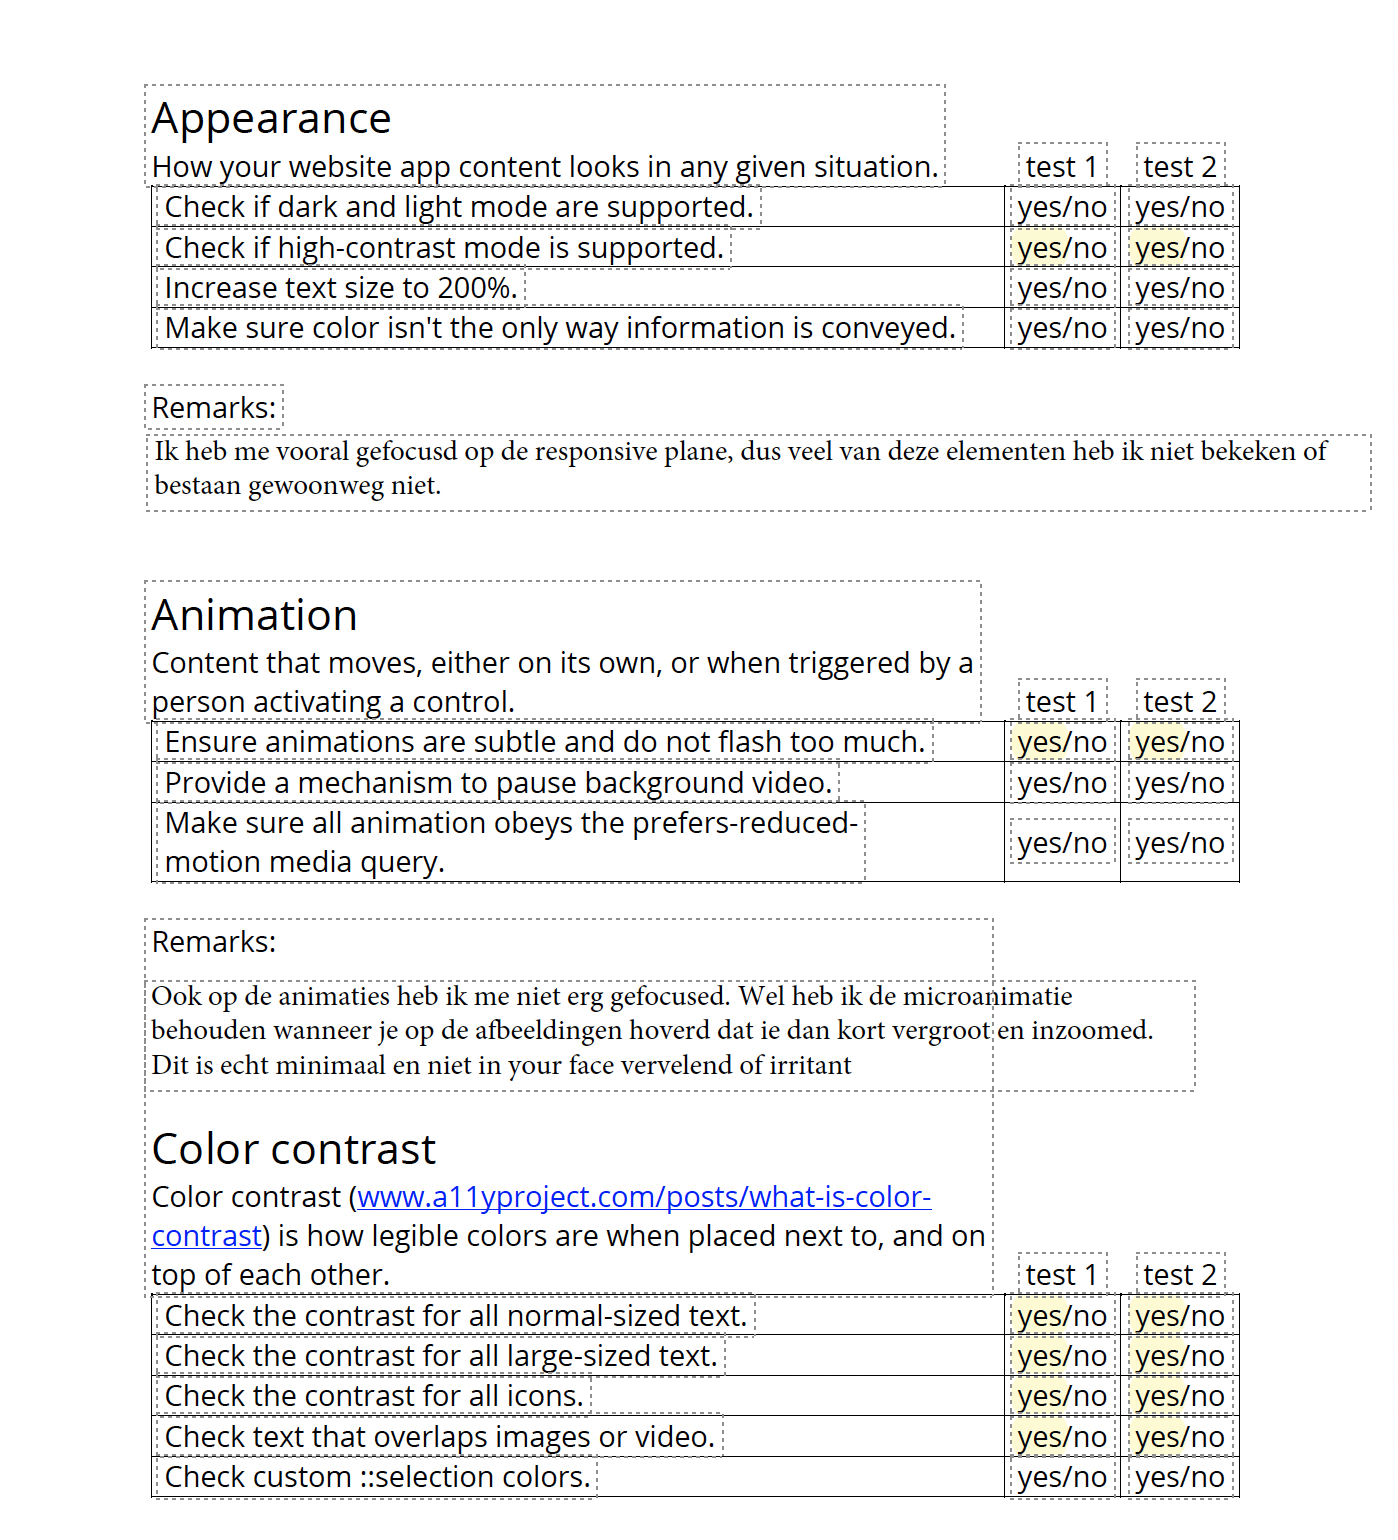 Appearance
How your website app content looks in any given situation. test 1 test 2
Check if dark and light mode are supported. yes/no yes/no
Check if high-contrast mode is supported. yes/no yes/no
Increase text size to 200%. yes/no yes/no
Make sure color isn't the only way information is conveyed. yes/no yes/no
Remarks:
Ik heb me vooral gefocusd op de responsive plane, dus veel van deze elementen heb ik niet bekeken of
bestaan gewoonweg niet.
Animation
Content that moves, either on its own, or when triggered by a
person activating a control. test 1 test 2
Ensure animations are subtle and do not flash too much. yes/no yes/no
Provide a mechanism to pause background video. yes/no yes/no
Make sure all animation obeys the prefers-reduced-
motion media query. yes/no yes/no
Remarks:
Ook op de animaties heb ik me niet erg gefocused. Wel heb ik de microanimatie
behouden wanneer je op de afbeeldingen hoverd dat ie dan kort vergroot en inzoomed.
Dit is echt minimaal en niet in your face vervelend of irritant
Color contrast
Color contrast (www.a11yproject.com/posts/what-is-color-
contrast) is how legible colors are when placed next to, and on
top of each other. test 1 test 2
Check the contrast for all normal-sized text. yes/no yes/no
Check the contrast for all large-sized text. yes/no yes/no
Check the contrast for all icons. yes/no yes/no
Check text that overlaps images or video. yes/no yes/no
Check custom ::selection colors. yes/no yes/no